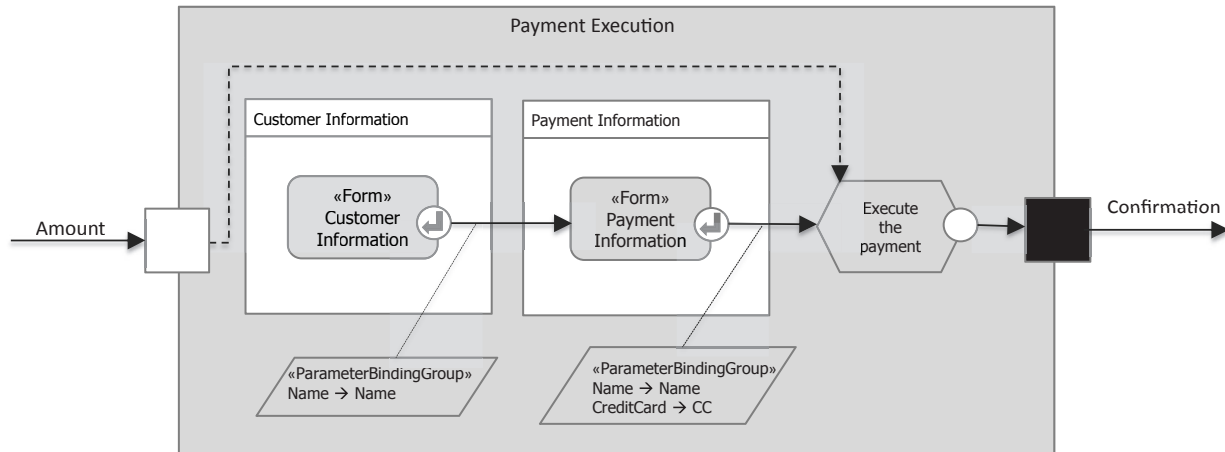 Payment Execution
Customer Information
Payment Information
«Form»
Customer
Information
«Form»
Payment
Information
Execute
the
payment
Amount
Confirmation
«ParameterBindingGroup»
Name → Name
«ParameterBindingGroup»
Name → Name
CreditCard → CC